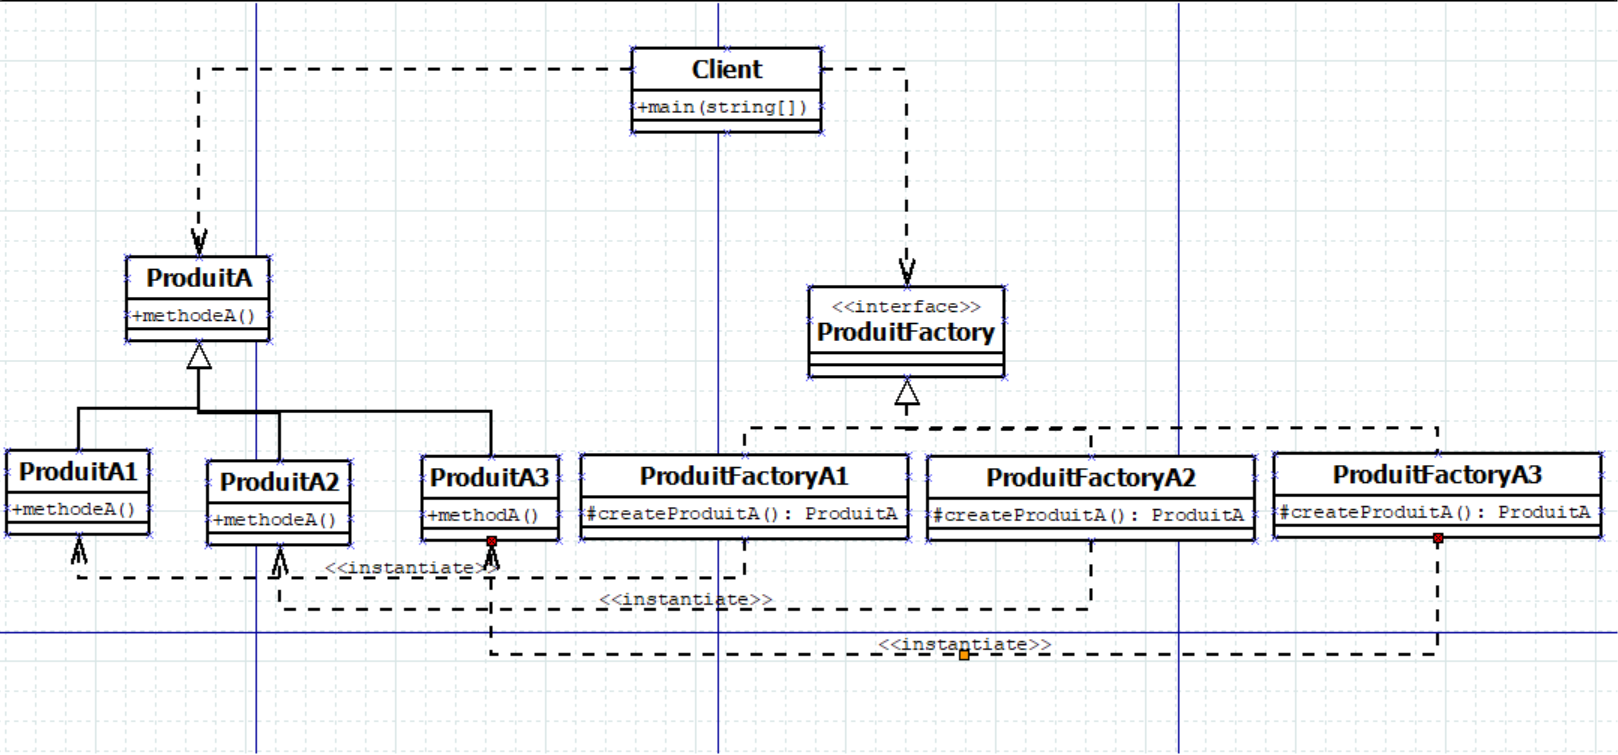 Client
+main(string[])
ProduitA
+methodeA()
<<interface>>
ProduitFactory
ProduitA1
+methodeA()
ProduitA2
+methodeA()
ProduitA3
+methodA()
ProduitFactoryA1
#createProduitA(): ProduitA
ProduitFactoryA2
#createProduitA(): ProduitA
ProduitFactoryA3
#createProduitA(): ProduitA
<<instantiate>>
<<instantiate>>
<<instantiate>>